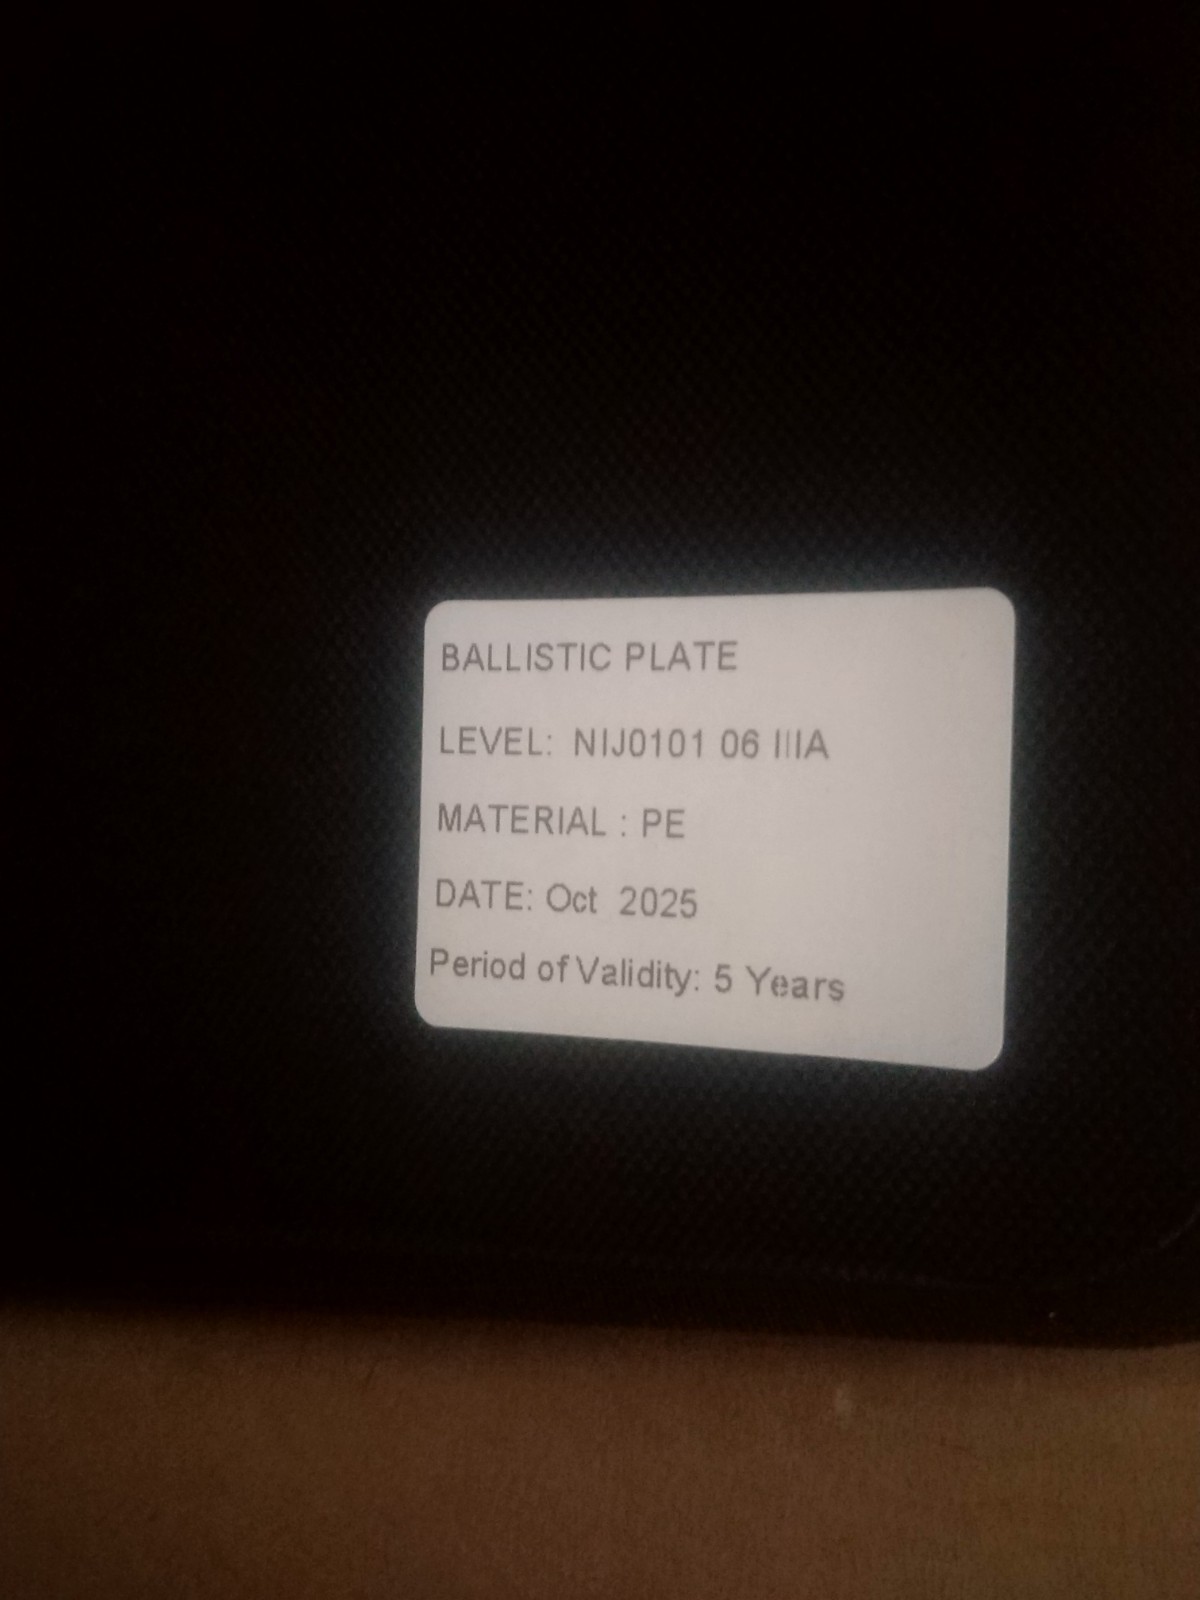 BALLISTIC PLATE
LEVEL: NIJ0101 06 IIIA
MATERIAL : PE
DATE: Oct 2025
Period of Validity: 5 Years